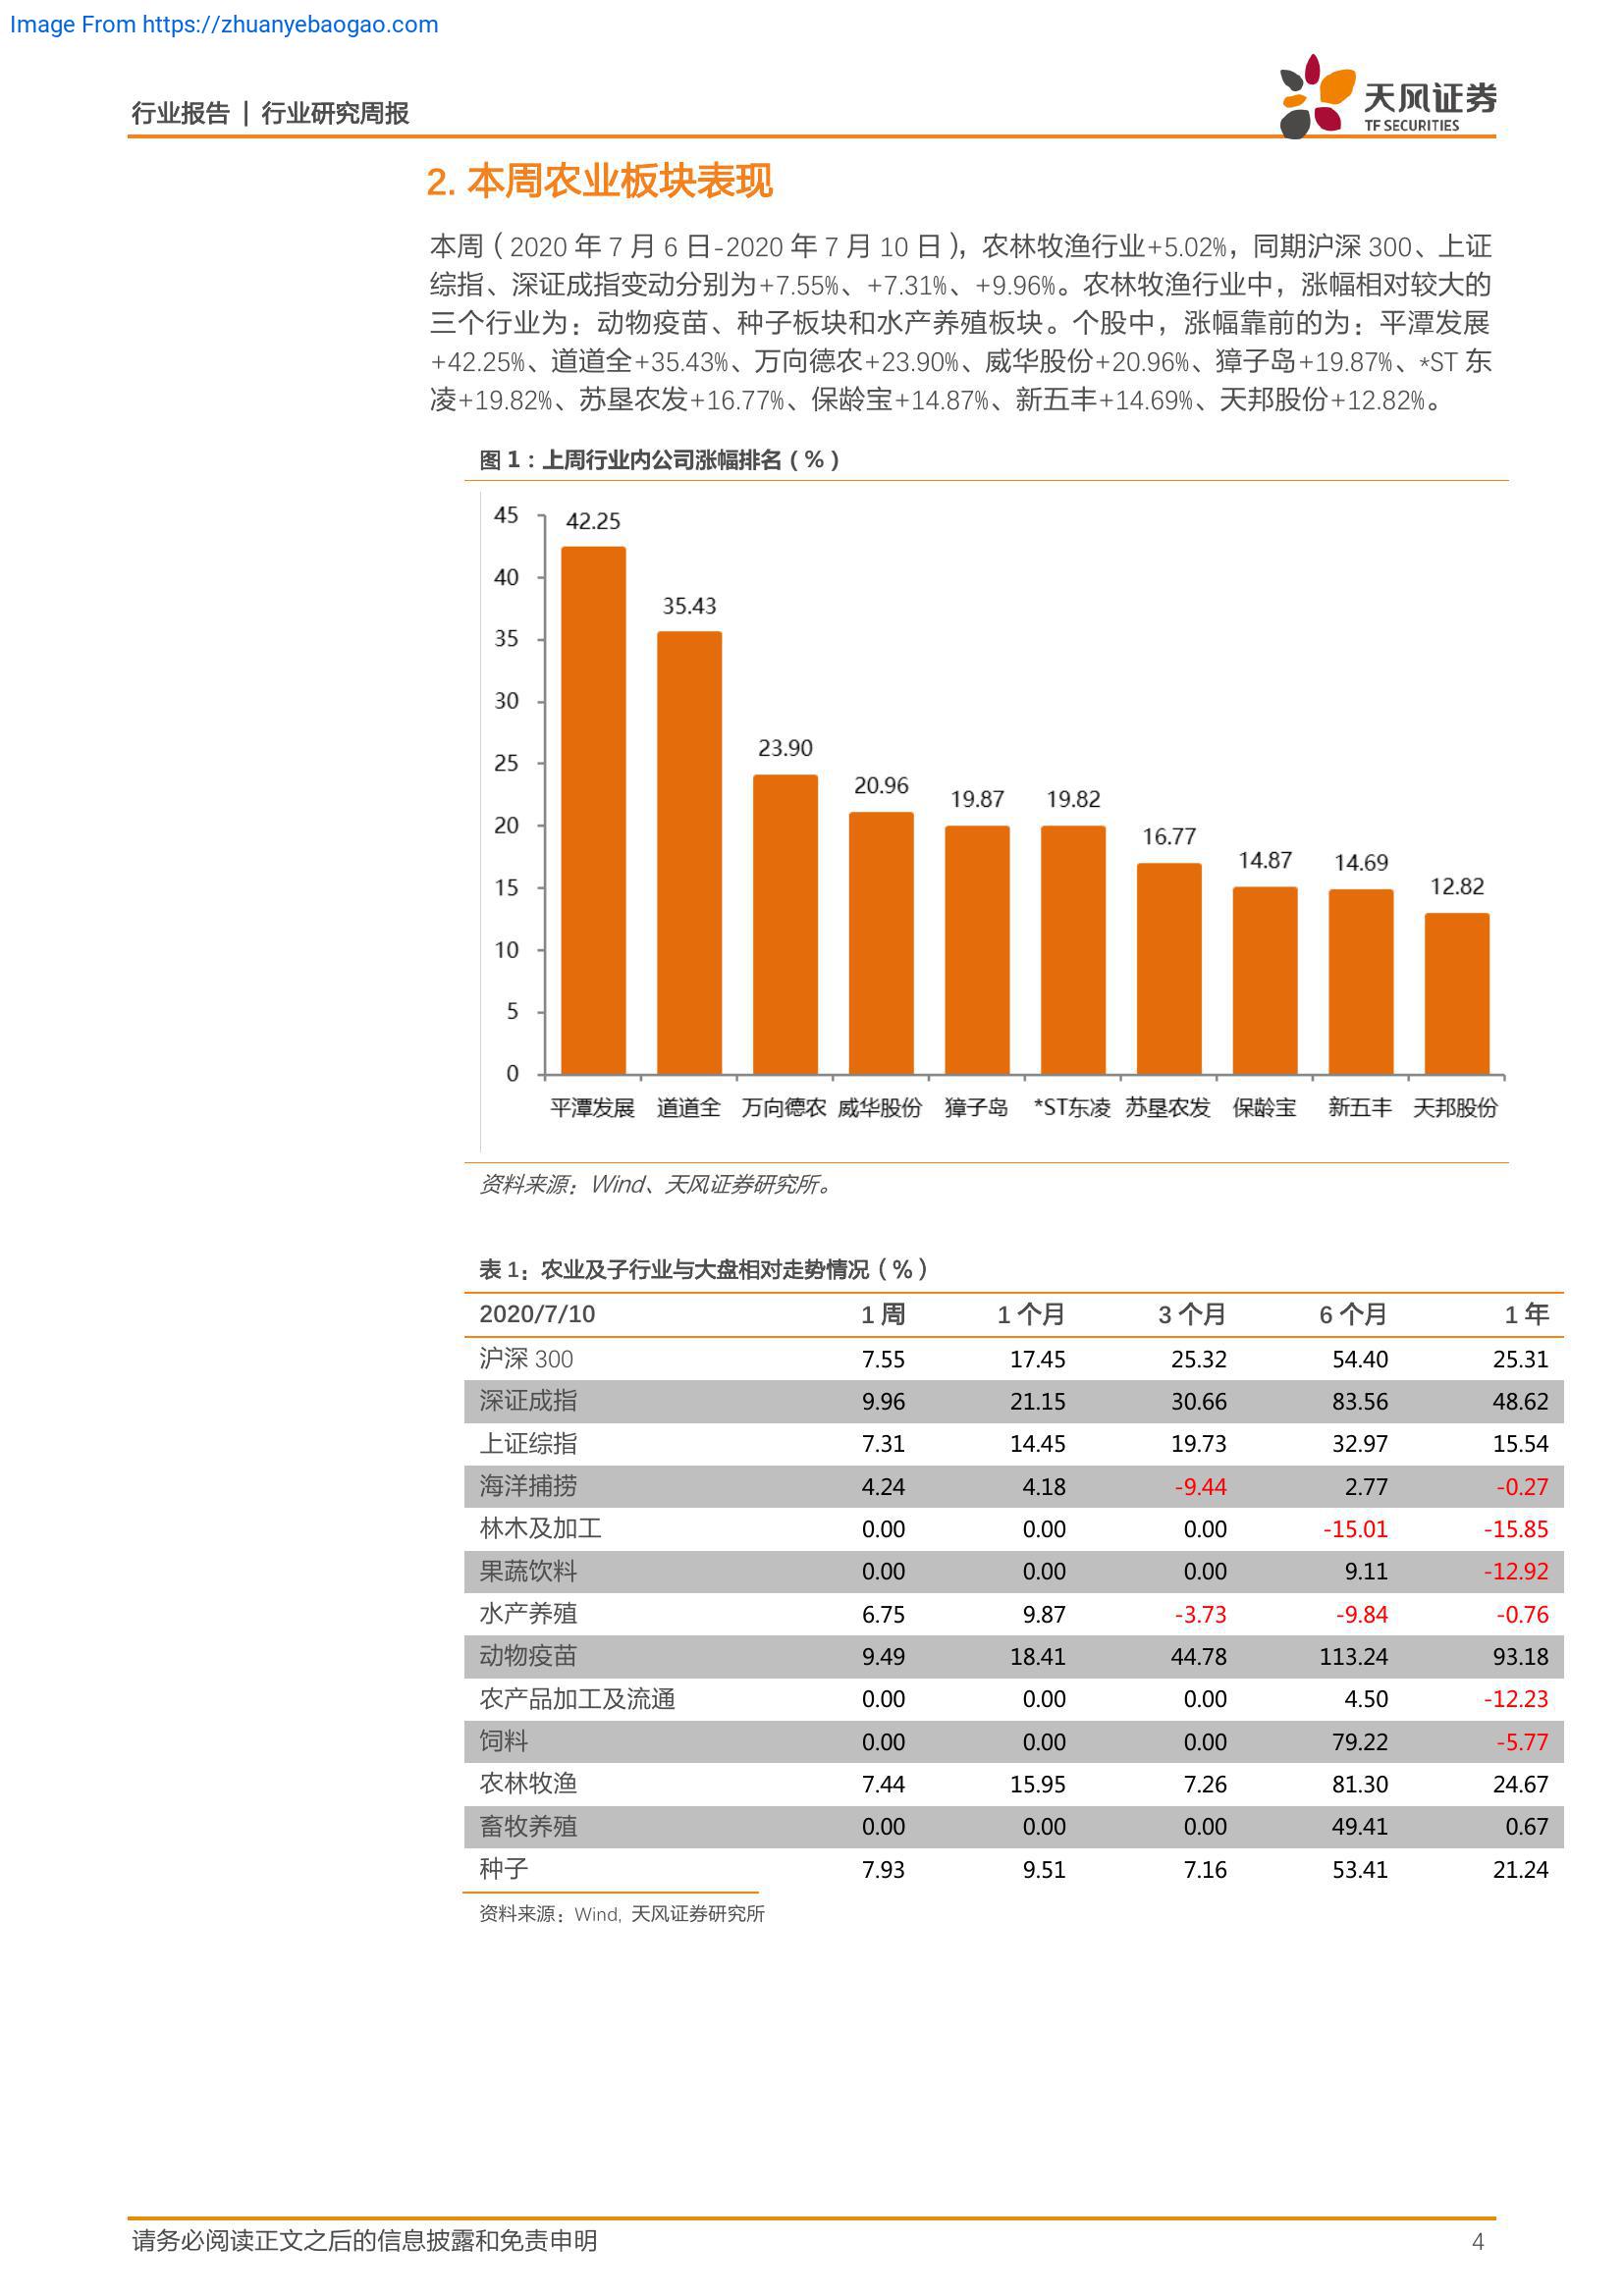 Image From https://zhuanyebaogao.com
行业报告 | 行业研究周报
天风证券
TF SECURITIES
2. 本周农业板块表现
本周（2020 年 7 月 6 日-2020 年 7 月 10 日），农林牧渔行业+5.02%，同期沪深 300、上证
综指、深证成指变动分别为+7.55%、+7.31%、+9.96%。农林牧渔行业中，涨幅相对较大的
三个行业为：动物疫苗、种子板块和水产养殖板块。个股中，涨幅靠前的为：平潭发展
+42.25%、道道全+35.43%、万向德农+23.90%、威华股份+20.96%、獐子岛+19.87%、*ST 东
凌+19.82%、苏垦农发+16.77%、保龄宝+14.87%、新五丰+14.69%、天邦股份+12.82%。
图 1：上周行业内公司涨幅排名（%）
45
40
35
30
25
20
15
10
5
0
42.25
35.43
23.90
20.96
19.87
19.82
16.77
14.87
14.69
12.82
平潭发展 道道全 万向德农 威华股份 獐子岛 *ST东凌 苏垦农发 保龄宝 新五丰 天邦股份
资料来源：Wind、天风证券研究所。
表 1：农业及子行业与大盘相对走势情况（%）
2020/7/10 1 周 1 个月 3 个月 6 个月 1 年
沪深 300 7.55 17.45 25.32 54.40 25.31
深证成指 9.96 21.15 30.66 83.56 48.62
上证综指 7.31 14.45 19.73 32.97 15.54
海洋捕捞 4.24 4.18 -9.44 2.77 -0.27
林木及加工 0.00 0.00 0.00 -15.01 -15.85
果蔬饮料 0.00 0.00 0.00 9.11 -12.92
水产养殖 6.75 9.87 -3.73 -9.84 -0.76
动物疫苗 9.49 18.41 44.78 113.24 93.18
农产品加工及流通 0.00 0.00 0.00 4.50 -12.23
饲料 0.00 0.00 0.00 79.22 -5.77
农林牧渔 7.44 15.95 7.26 81.30 24.67
畜牧养殖 0.00 0.00 0.00 49.41 0.67
种子 7.93 9.51 7.16 53.41 21.24
资料来源：Wind, 天风证券研究所
请务必阅读正文之后的信息披露和免责申明 4